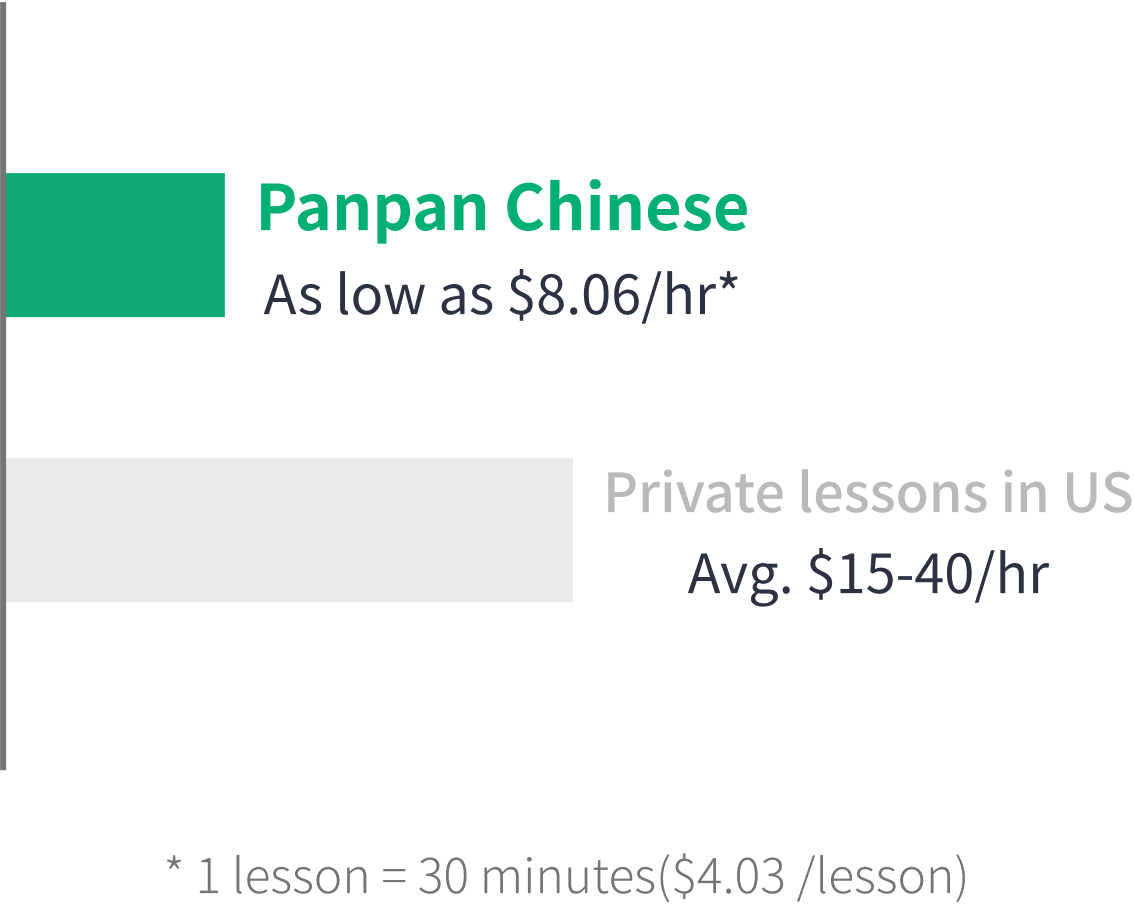 Panpan Chinese
As low as $8.06/hr*
Private lessons in US
Avg. $15-40/hr
* 1 lesson = 30 minutes($4.03 /lesson)